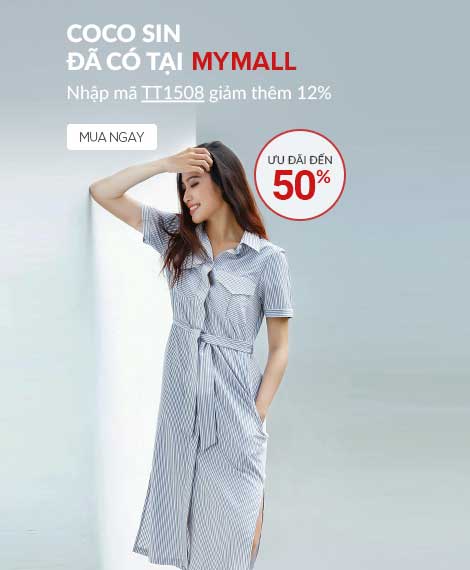 COCO SIN
ĐÃ CÓ TẠI MYMALL
Nhập mã TT1508 giảm thêm 12%
MUA NGAY
ƯU ĐÃI ĐẾN
50%